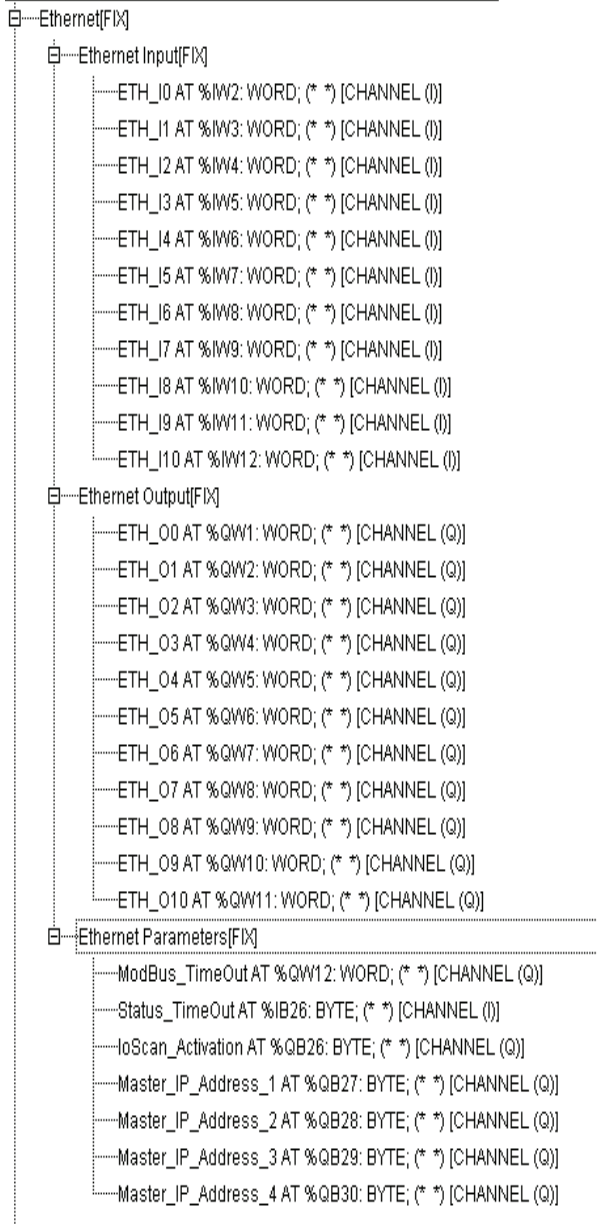 Ethernet[FIX]
Ethernet Input[FIX]
ETH_I0 AT %IW2: WORD; (* *) [CHANNEL (I)]
ETH_I1 AT %IW3: WORD; (* *) [CHANNEL (I)]
ETH_I2 AT %IW4: WORD; (* *) [CHANNEL (I)]
ETH_I3 AT %IW5: WORD; (* *) [CHANNEL (I)]
ETH_I4 AT %IW6: WORD; (* *) [CHANNEL (I)]
ETH_I5 AT %IW7: WORD; (* *) [CHANNEL (I)]
ETH_I6 AT %IW8: WORD; (* *) [CHANNEL (I)]
ETH_I7 AT %IW9: WORD; (* *) [CHANNEL (I)]
ETH_I8 AT %IW10: WORD; (* *) [CHANNEL (I)]
ETH_I9 AT %IW11: WORD; (* *) [CHANNEL (I)]
ETH_I10 AT %IW12: WORD; (* *) [CHANNEL (I)]
Ethernet Output[FIX]
ETH_O0 AT %QW1: WORD; (* *) [CHANNEL (Q)]
ETH_O1 AT %QW2: WORD; (* *) [CHANNEL (Q)]
ETH_O2 AT %QW3: WORD; (* *) [CHANNEL (Q)]
ETH_O3 AT %QW4: WORD; (* *) [CHANNEL (Q)]
ETH_O4 AT %QW5: WORD; (* *) [CHANNEL (Q)]
ETH_O5 AT %QW6: WORD; (* *) [CHANNEL (Q)]
ETH_O6 AT %QW7: WORD; (* *) [CHANNEL (Q)]
ETH_O7 AT %QW8: WORD; (* *) [CHANNEL (Q)]
ETH_O8 AT %QW9: WORD; (* *) [CHANNEL (Q)]
ETH_O9 AT %QW10: WORD; (* *) [CHANNEL (Q)]
ETH_O10 AT %QW11: WORD; (* *) [CHANNEL (Q)]
Ethernet Parameters[FIX]
ModBus_TimeOut AT %QW12: WORD; (* *) [CHANNEL (Q)]
Status_TimeOut AT %IB26: BYTE; (* *) [CHANNEL (I)]
IoScan_Activation AT %QB26: BYTE; (* *) [CHANNEL (Q)]
Master_IP_Address_1 AT %QB27: BYTE; (* *) [CHANNEL (Q)]
Master_IP_Address_2 AT %QB28: BYTE; (* *) [CHANNEL (Q)]
Master_IP_Address_3 AT %QB29: BYTE; (* *) [CHANNEL (Q)]
Master_IP_Address_4 AT %QB30: BYTE; (* *) [CHANNEL (Q)]